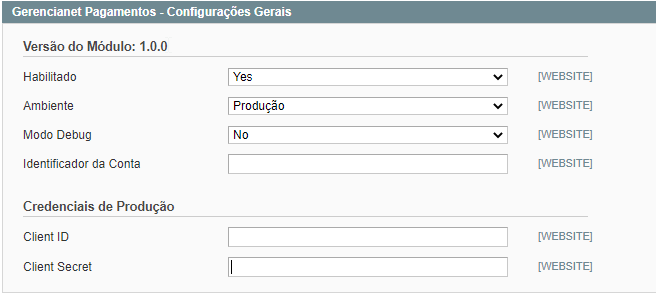 Gerencianet Pagamentos - Configurações Gerais
Versão do Módulo: 1.0.0
Habilitado Yes [WEBSITE]
Ambiente Produção [WEBSITE]
Modo Debug No [WEBSITE]
Identificador da Conta [WEBSITE]
Credenciais de Produção
Client ID [WEBSITE]
Client Secret [WEBSITE]